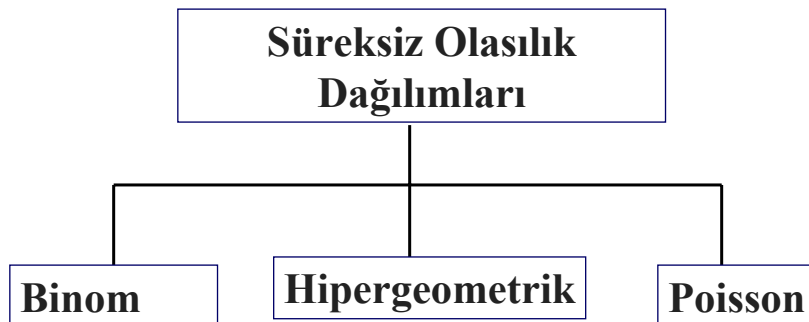 Süreksiz Olasılık
Dağılımları
Binom
Hipergeometrik
Poisson